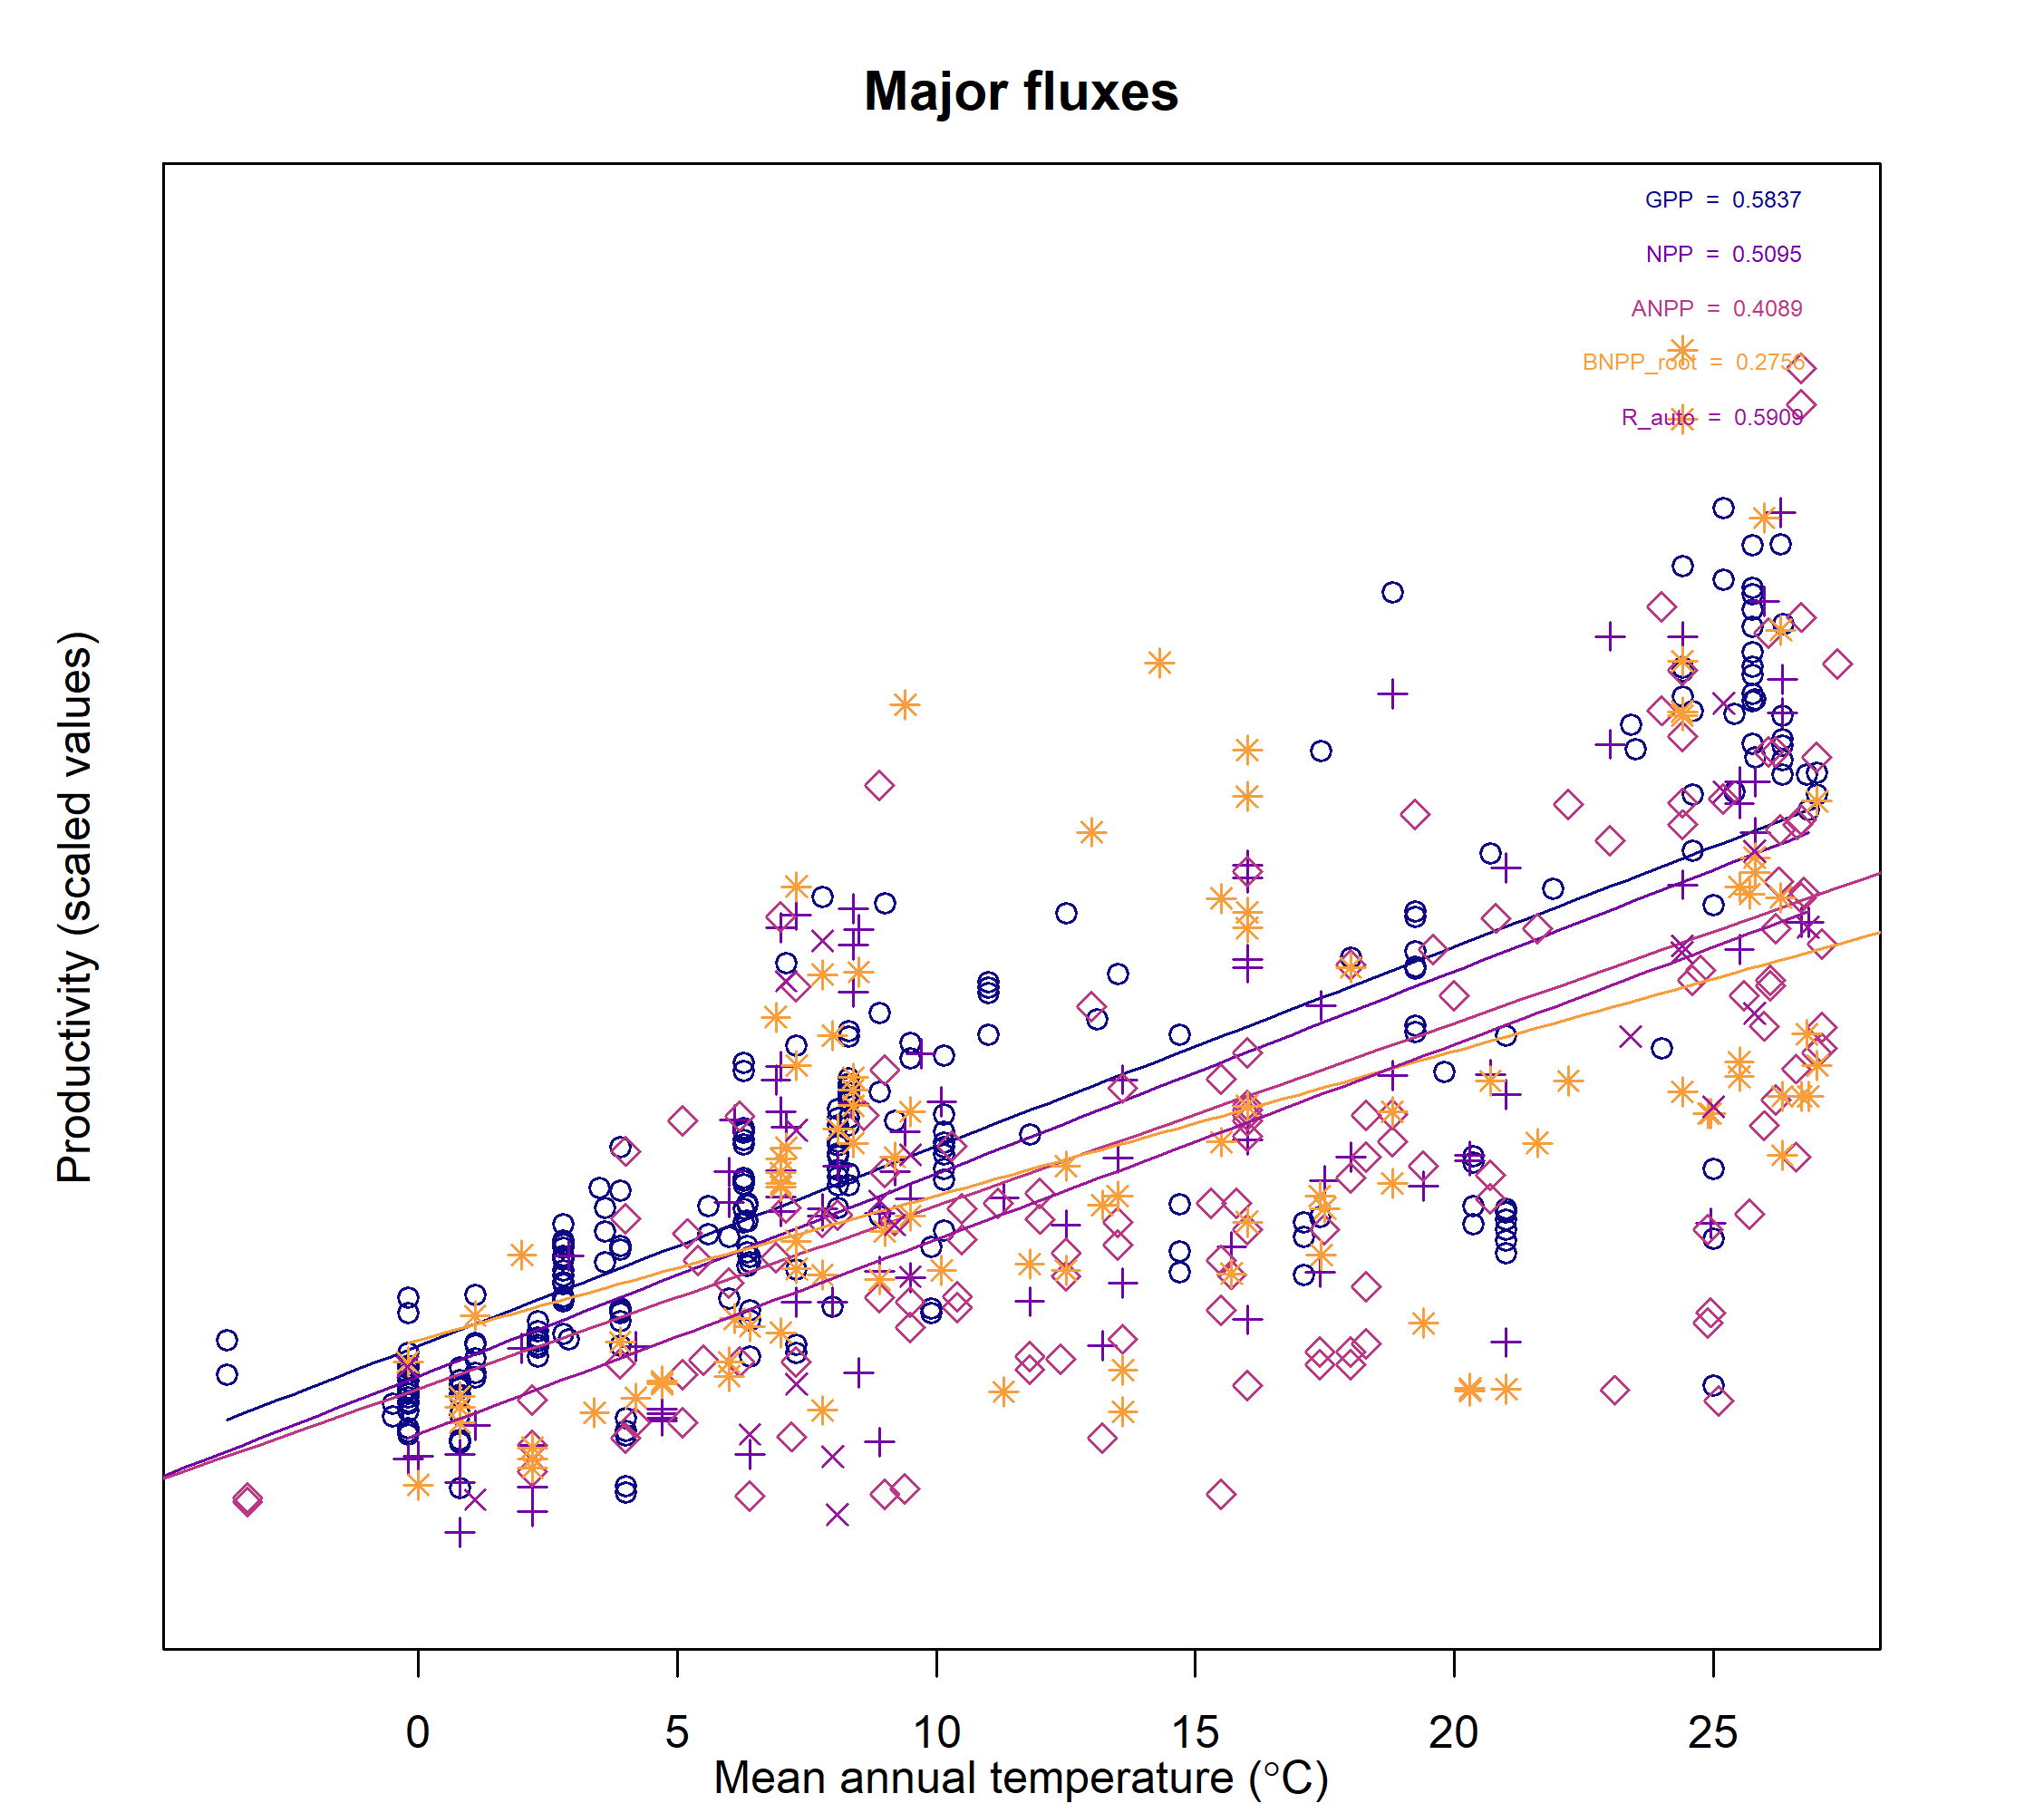 Major fluxes
GPP = 0.5837
NPP = 0.5095
ANPP = 0.4089
BNPP_root = 0.2756
R_auto = 0.5909
Productivity (scaled values)
0 5 10 15 20 25
Mean annual temperature (°C)